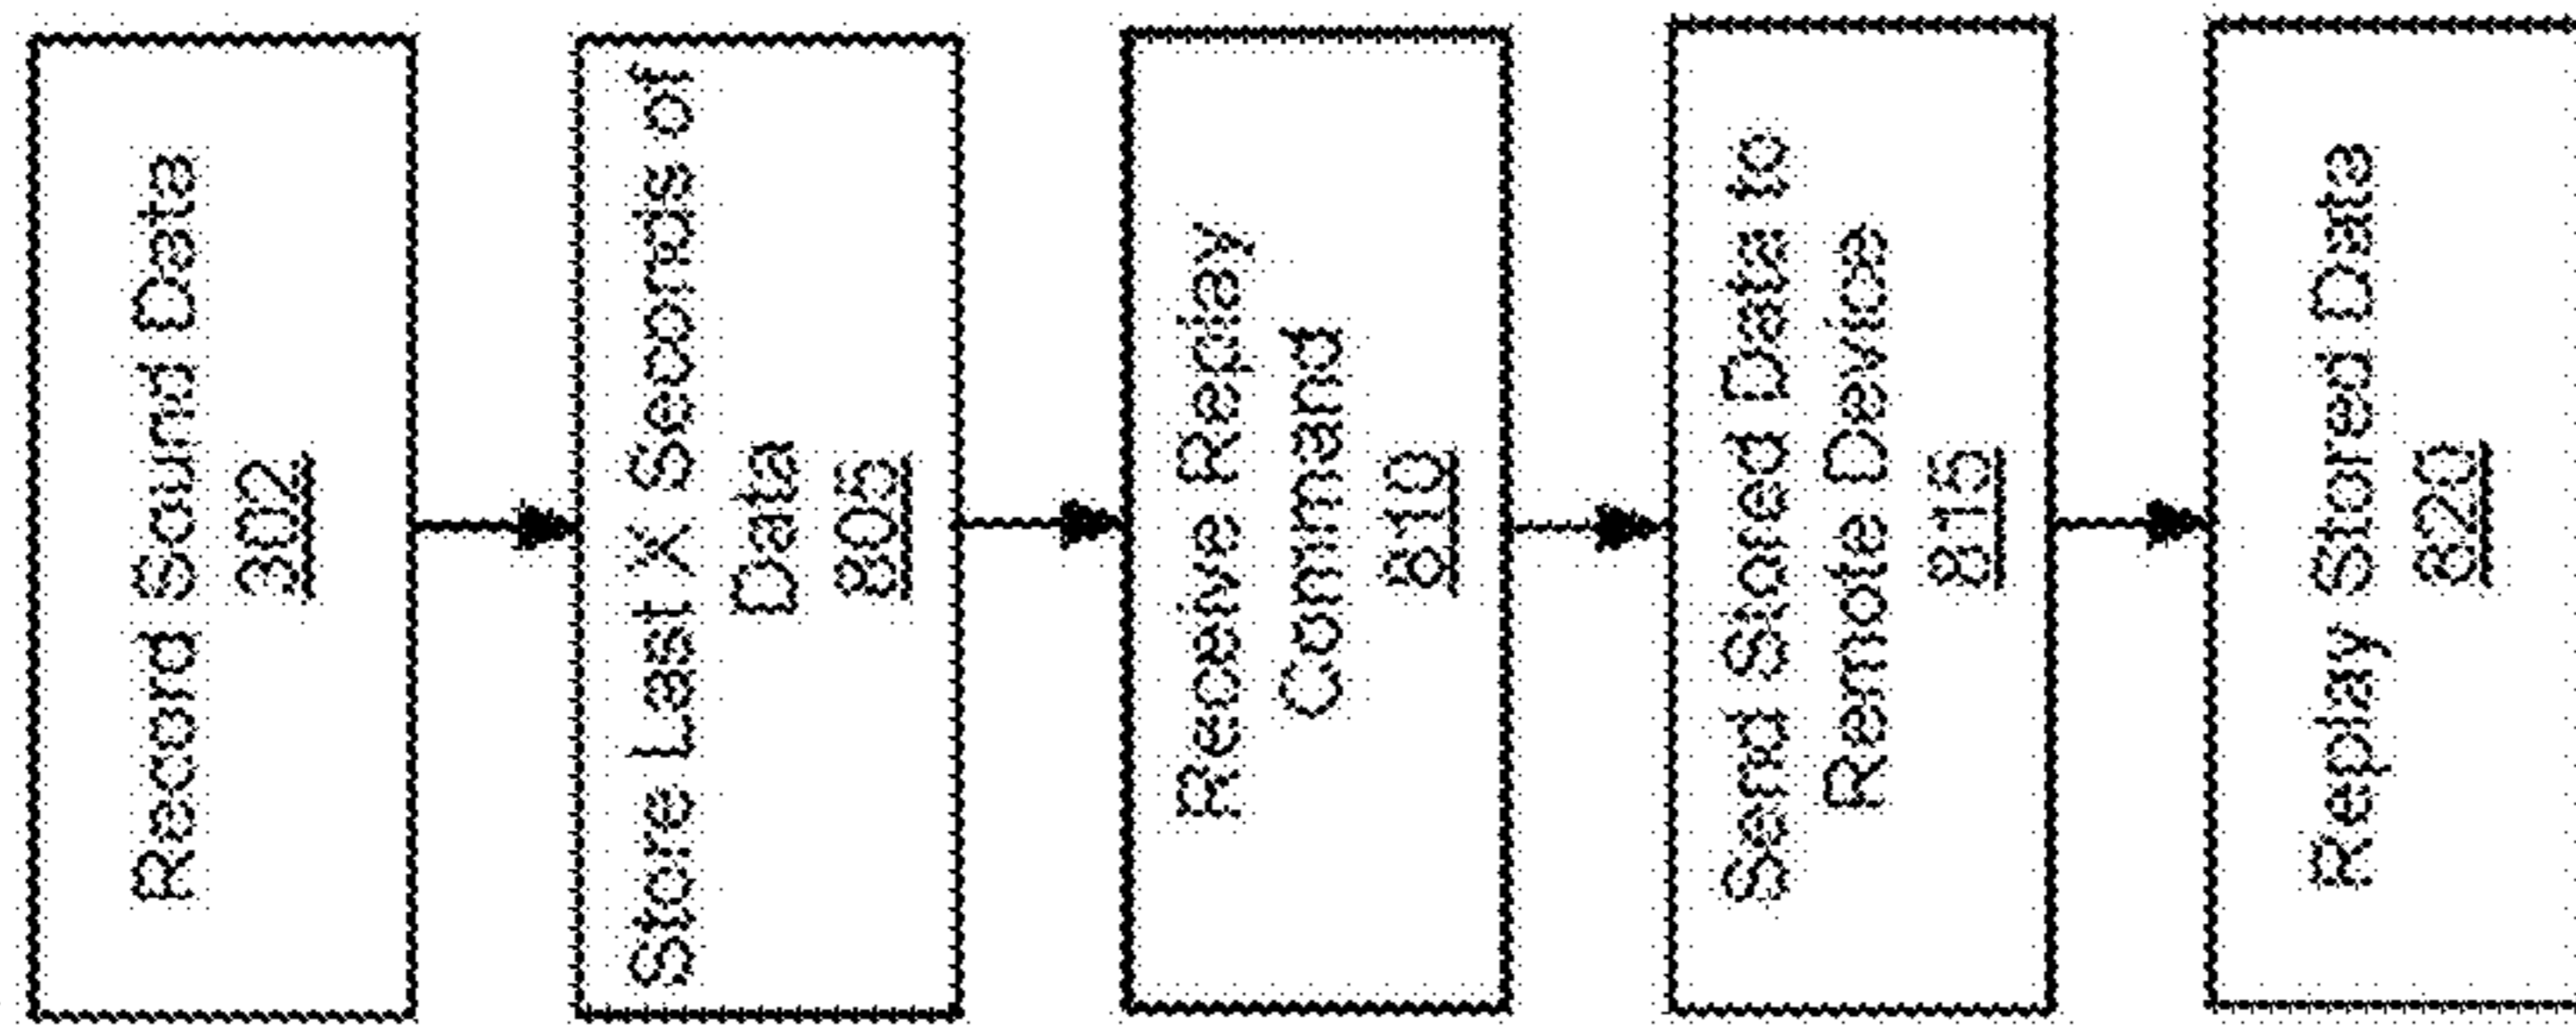 Record Sound Data
302
Store Last X Seconds of
Data
805
Receive Replay
Command
810
Send Stored Data to
Remote Device
815
Replay Stored Data
820